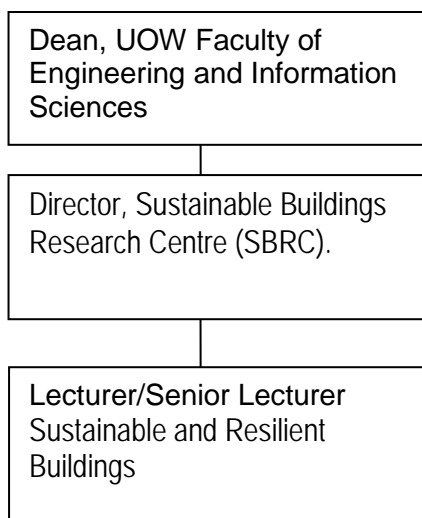 Dean, UOW Faculty of
Engineering and Information
Sciences
Director, Sustainable Buildings
Research Centre (SBRC).
Lecturer/Senior Lecturer
Sustainable and Resilient
Buildings